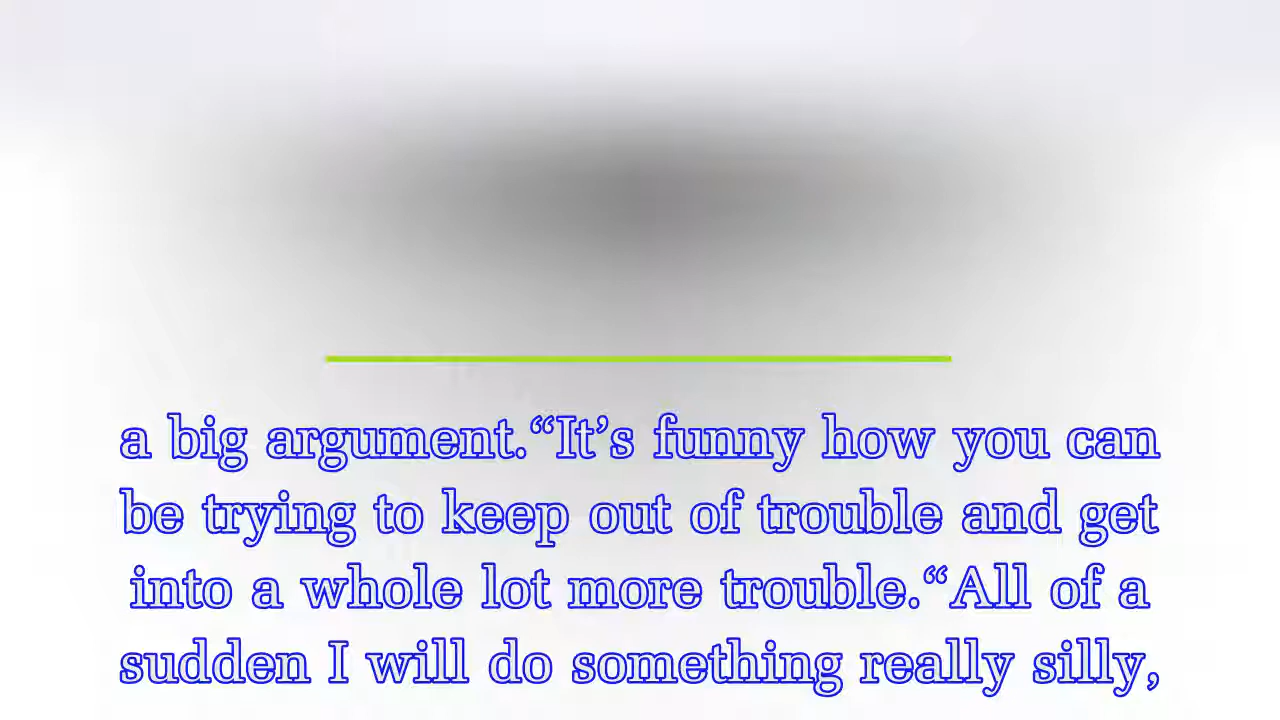 a big argument.“It’s funny how you can
be trying to keep out of trouble and get
into a whole lot more trouble.“All of a
sudden I will do something really silly,